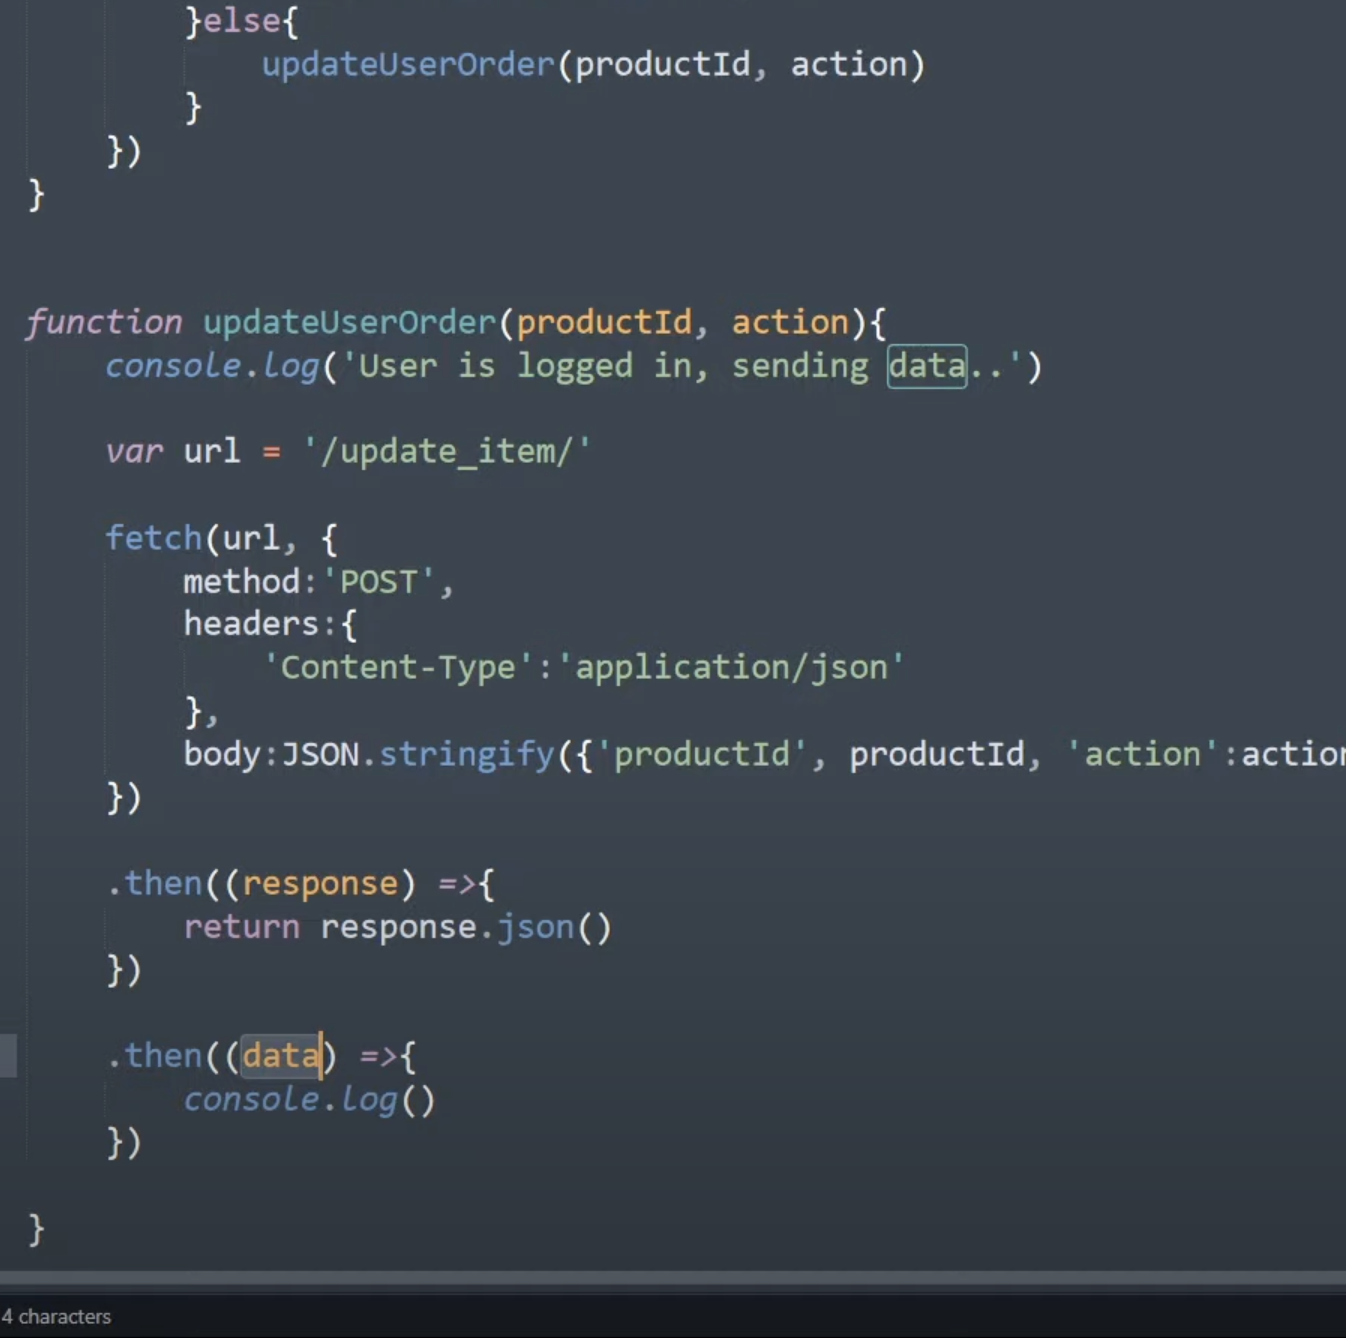 }else{
updateUserOrder(productId, action)
}
})
}
function updateUserOrder(productId, action){
console.log('User is logged in, sending data..')
var url = '/update_item/'
fetch(url, {
method:'POST',
headers:{
'Content-Type':'application/json'
},
body:JSON.stringify({'productId', productId, 'action':action
})
.then((response) =>{
return response.json()
})
.then((data) =>{
console.log()
})
}
4 characters